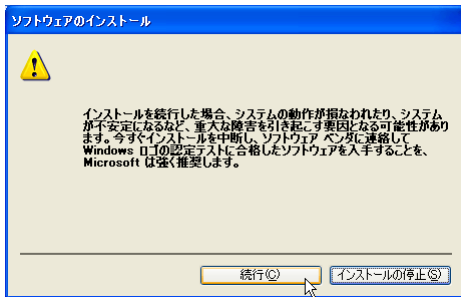 ソフトウェアのインストール
インストールを続行した場合、システムの動作が損なわれたり、システム
が不安定になるなど、重大な障害を引き起こす要因となる可能性があり
ます。今すぐインストールを中断し、ソフトウェア ベンダに連絡して
Windows ロゴの認定テストに合格したソフトウェアを入手することを、
Microsoft は強く推奨します。
続行(C)
インストールの停止(S)